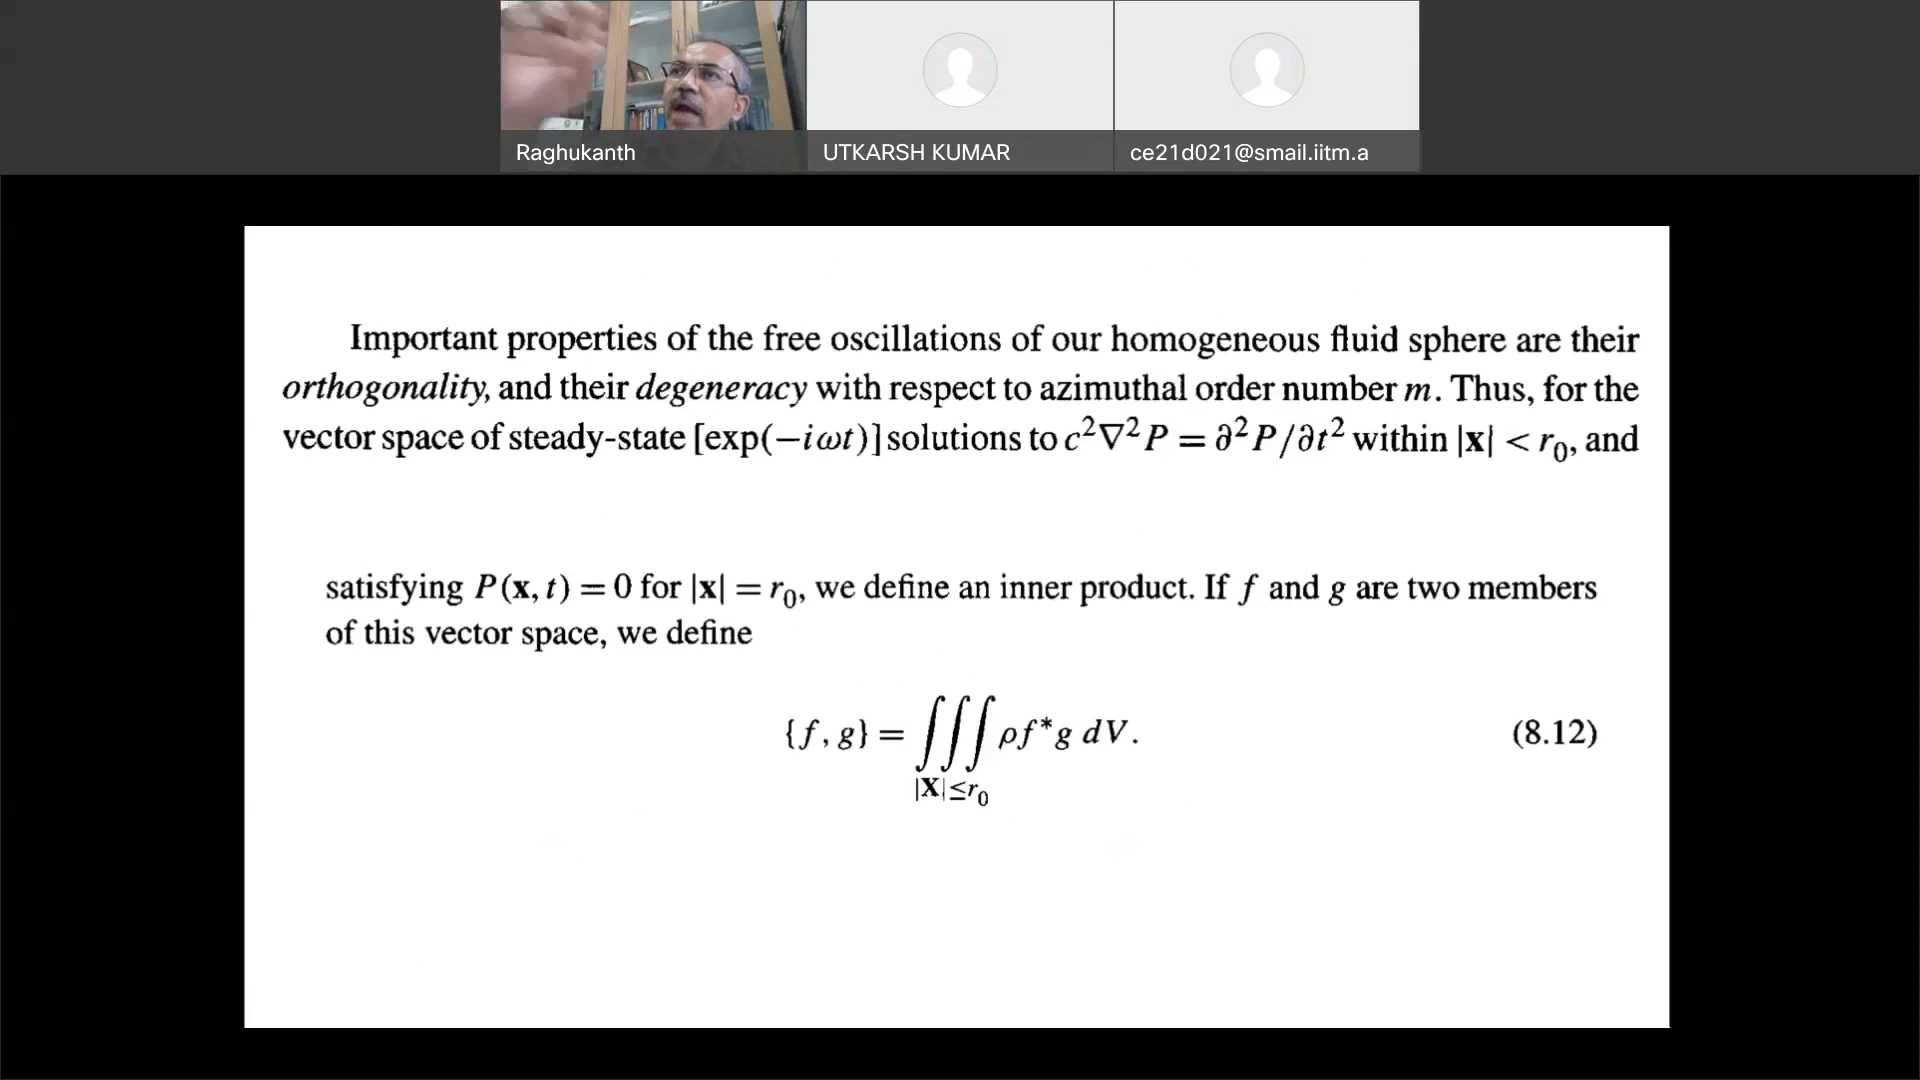 Raghukanth
UTKARSH KUMAR
ce21d021@smail.iitm.a
Important properties of the free oscillations of our homogeneous fluid sphere are their
orthogonality, and their degeneracy with respect to azimuthal order number m. Thus, for the
vector space of steady-state [exp(−iωt)] solutions to c²∇²P = ∂²P/∂t² within |x| < r₀, and
satisfying P(x, t) = 0 for |x| = r₀, we define an inner product. If f and g are two members
of this vector space, we define
{f, g} = ∭ ρf*g dV. (8.12)
|X|≤r₀